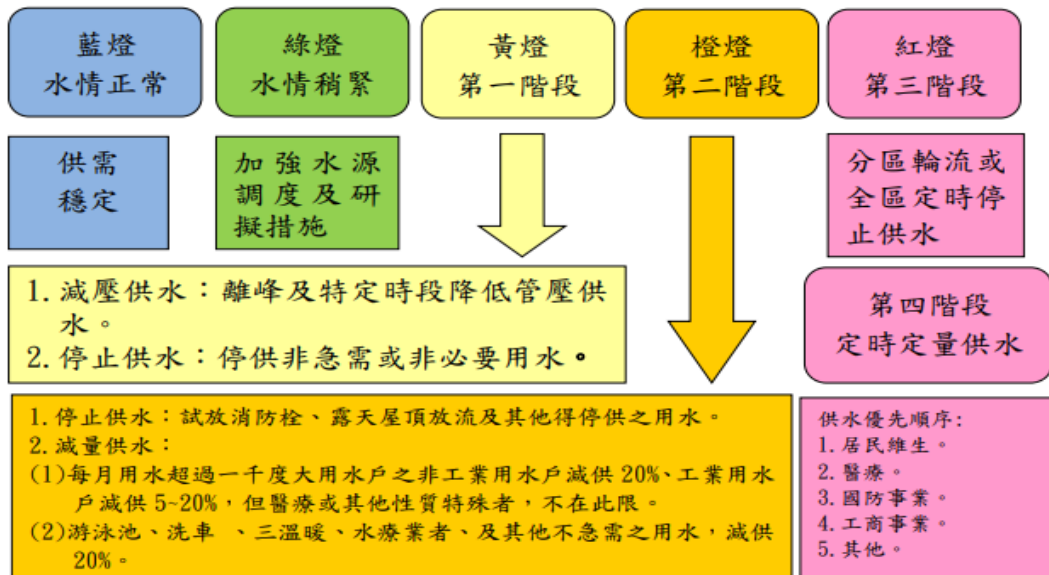 藍燈
水情正常
綠燈
水情稍緊
黃燈
第一階段
橙燈
第二階段
紅燈
第三階段
供需
穩定
加強水源
調度及研
擬措施
分區輪流或
全區定時停
止供水
1. 減壓供水：離峰及特定時段降低管壓供
水。
2. 停止供水：停供非急需或非必要用水。
第四階段
定時定量供水
1. 停止供水：試放消防栓、露天屋頂放流及其他得停供之用水。
2. 減量供水：
(1)每月用水超過一千度大用水戶之非工業用水戶減供 20%、工業用水
戶減供 5~20%，但醫療或其他性質特殊者，不在此限。
(2)游泳池、洗車 、三溫暖、水療業者、及其他不急需之用水，減供
20%。
供水優先順序:
1. 居民維生。
2. 醫療。
3. 國防事業。
4. 工商事業。
5. 其他。